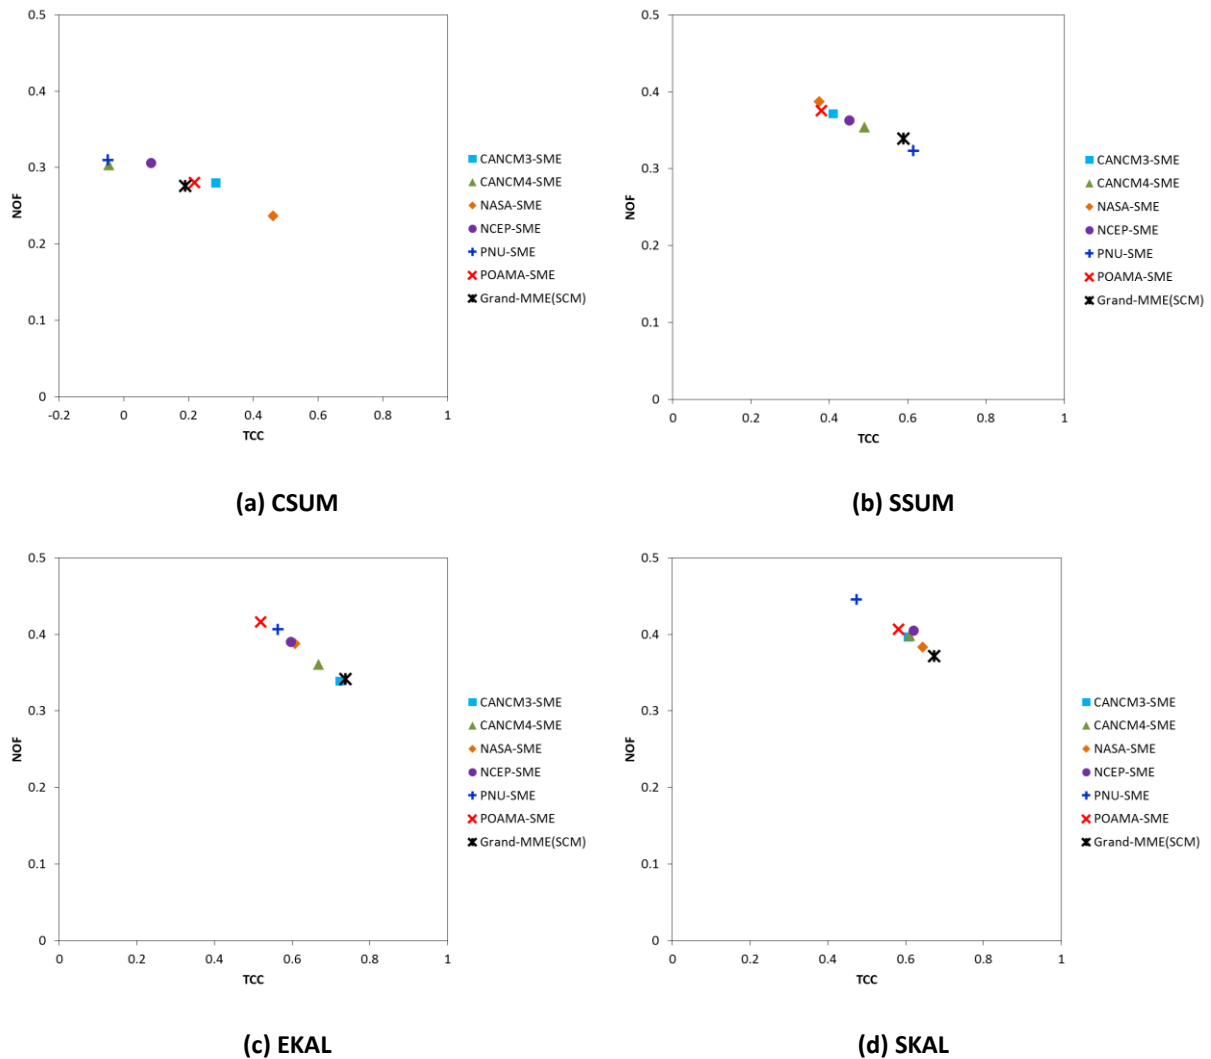 0.5
0.4
0.3
0.2
0.1
0
NOF
-0.2
0
0.2
0.4
0.6
0.8
1
TCC
CANCM3-SME
CANCM4-SME
NASA-SME
NCEP-SME
PNU-SME
POAMA-SME
Grand-MME(SCM)
(a) CSUM
0.5
0.4
0.3
0.2
0.1
0
NOF
0
0.2
0.4
0.6
0.8
1
TCC
CANCM3-SME
CANCM4-SME
NASA-SME
NCEP-SME
PNU-SME
POAMA-SME
Grand-MME(SCM)
(b) SSUM
0.5
0.4
0.3
0.2
0.1
0
NOF
0
0.2
0.4
0.6
0.8
1
TCC
CANCM3-SME
CANCM4-SME
NASA-SME
NCEP-SME
PNU-SME
POAMA-SME
Grand-MME(SCM)
(c) EKAL
0.5
0.4
0.3
0.2
0.1
0
NOF
0
0.2
0.4
0.6
0.8
1
TCC
CANCM3-SME
CANCM4-SME
NASA-SME
NCEP-SME
PNU-SME
POAMA-SME
Grand-MME(SCM)
(d) SKAL